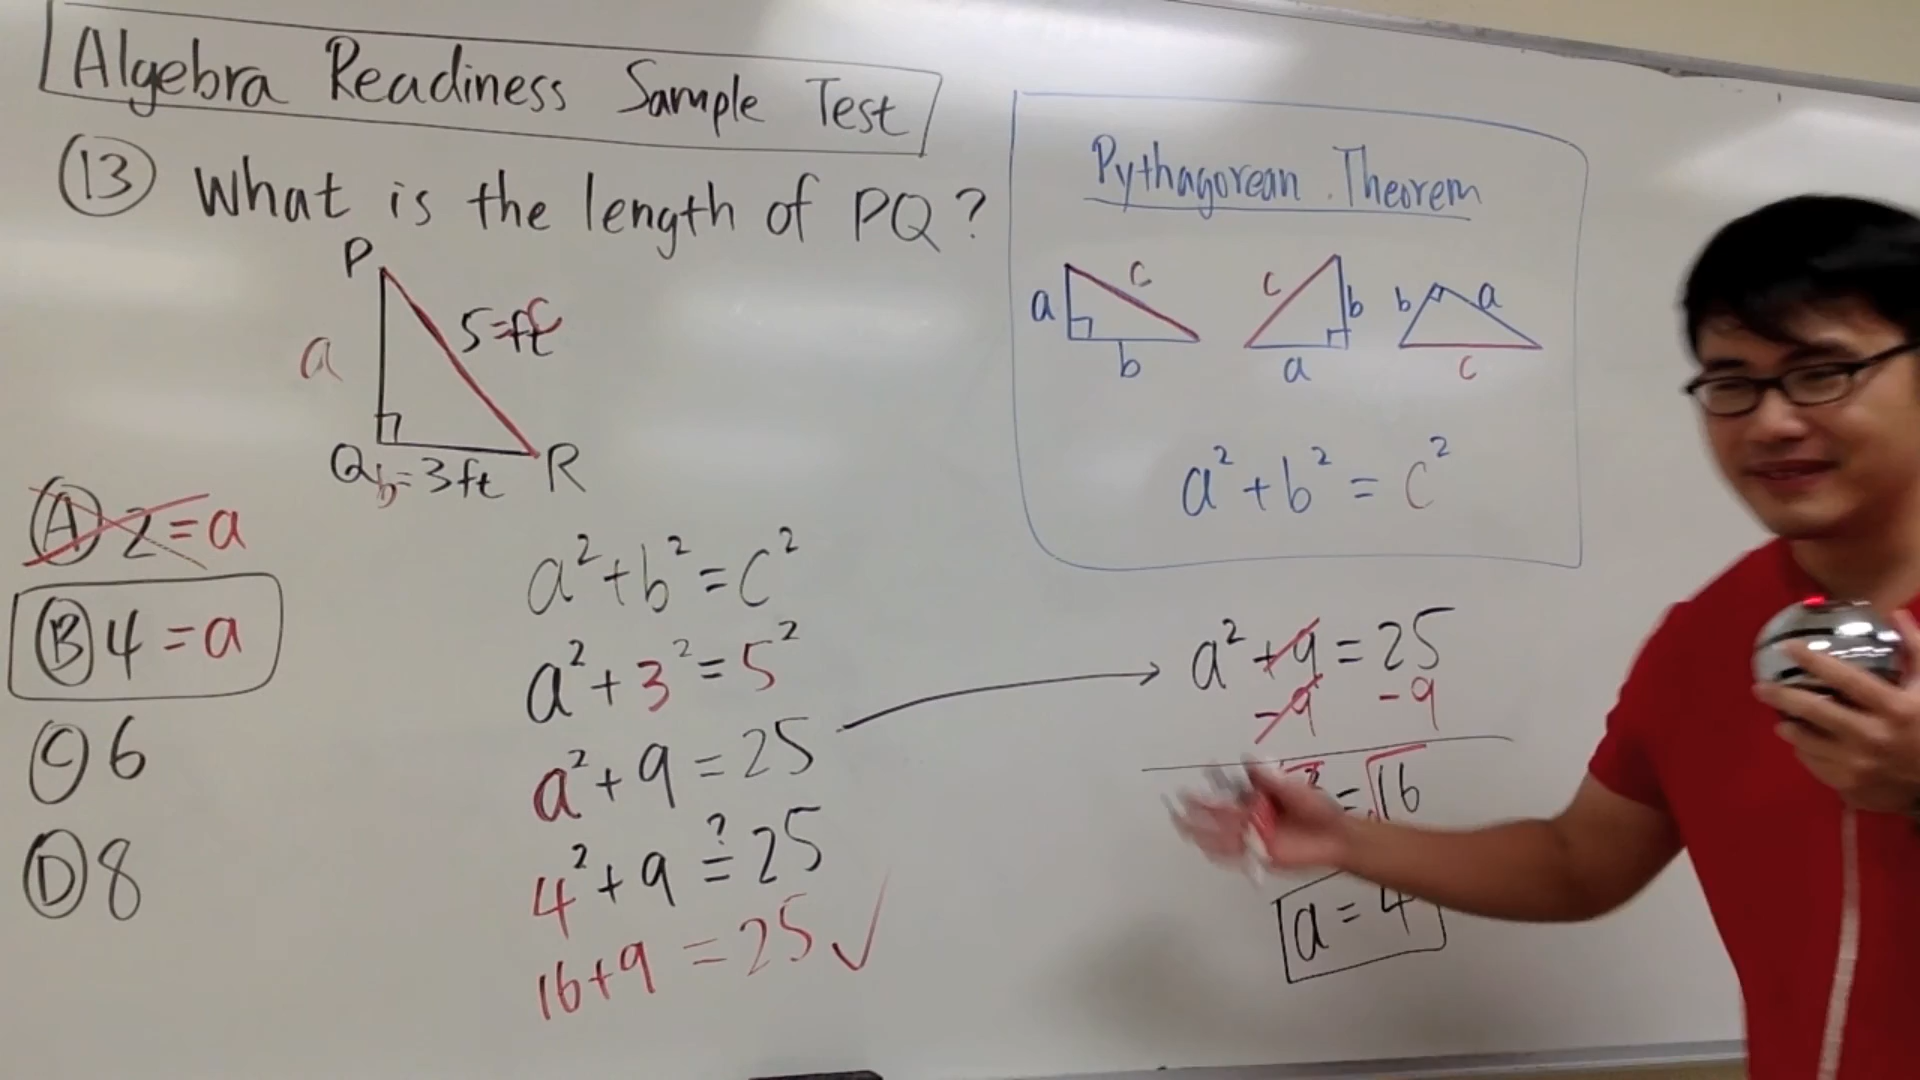 Algebra Readiness Sample Test
(13) What is the length of PQ?
P
a
5=ft c
Q b=3ft R
(A) 2=a
(B) 4=a
(C) 6
(D) 8
a²+b²=c²
a²+3²=5²
a²+9=25
4²+9≟25
16+9=25✓
Pythagorean Theorem
a c b
c b a
b a c
a²+b²=c²
a²+9=25
-9 -9
=√16
a=4